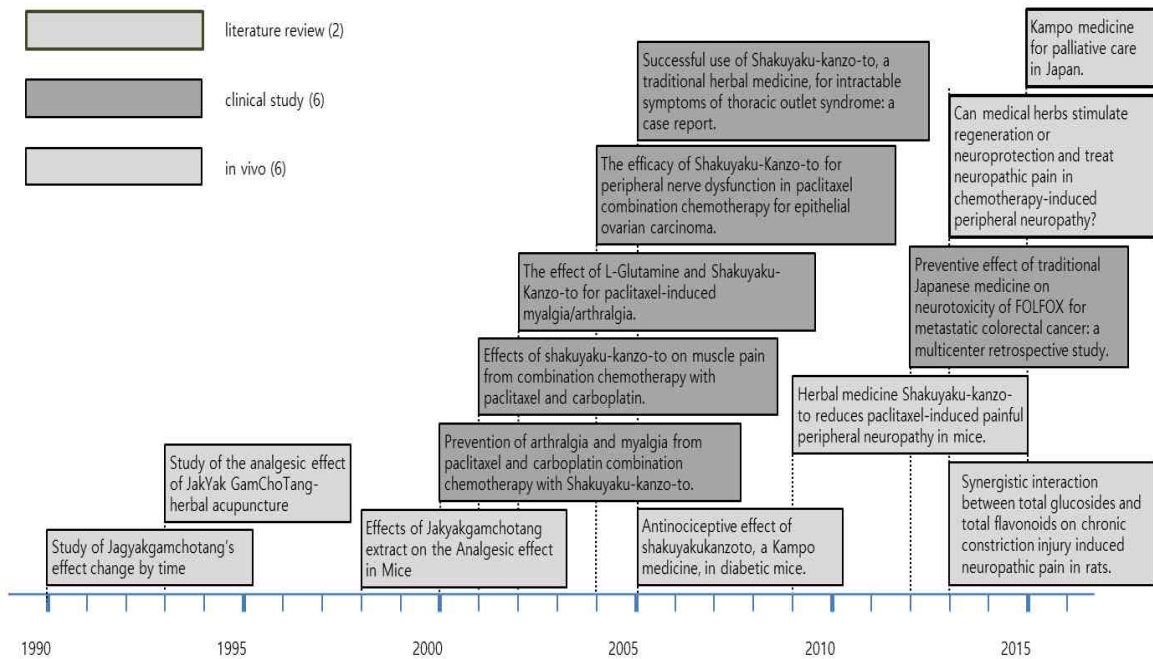 literature review (2)
clinical study (6)
in vivo (6)
Kampo medicine
for palliative care
in Japan.
Successful use of Shakuyaku-kanzo-to, a
traditional herbal medicine, for intractable
symptoms of thoracic outlet syndrome: a
case report.
Can medical herbs stimulate
regeneration or
neuroprotection and treat
neuropathic pain in
chemotherapy-induced
peripheral neuropathy?
The efficacy of Shakuyaku-Kanzo-to for
peripheral nerve dysfunction in paclitaxel
combination chemotherapy for epithelial
ovarian carcinoma.
The effect of L-Glutamine and Shakuyaku-
Kanzo-to for paclitaxel-induced
myalgia/arthralgia.
Preventive effect of traditional
Japanese medicine on
neurotoxicity of FOLFOX for
metastatic colorectal cancer: a
multicenter retrospective study.
Effects of shakuyaku-kanzo-to on muscle pain
from combination chemotherapy with
paclitaxel and carboplatin.
Herbal medicine Shakuyaku-kanzo-
to reduces paclitaxel-induced painful
peripheral neuropathy in mice.
Prevention of arthralgia and myalgia from
paclitaxel and carboplatin combination
chemotherapy with Shakuyaku-kanzo-to.
Study of the analgesic effect
of JakYak GamChoTang-
herbal acupuncture
Synergistic interaction
between total glucosides and
total flavonoids on chronic
constriction injury induced
neuropathic pain in rats.
Effects of Jakyakgamchotang
extract on the Analgesic effect
in Mice
Antinociceptive effect of
shakuyakukanzoto, a Kampo
medicine, in diabetic mice.
Study of Jagyakgamchotang's
effect change by time
1990 1995 2000 2005 2010 2015